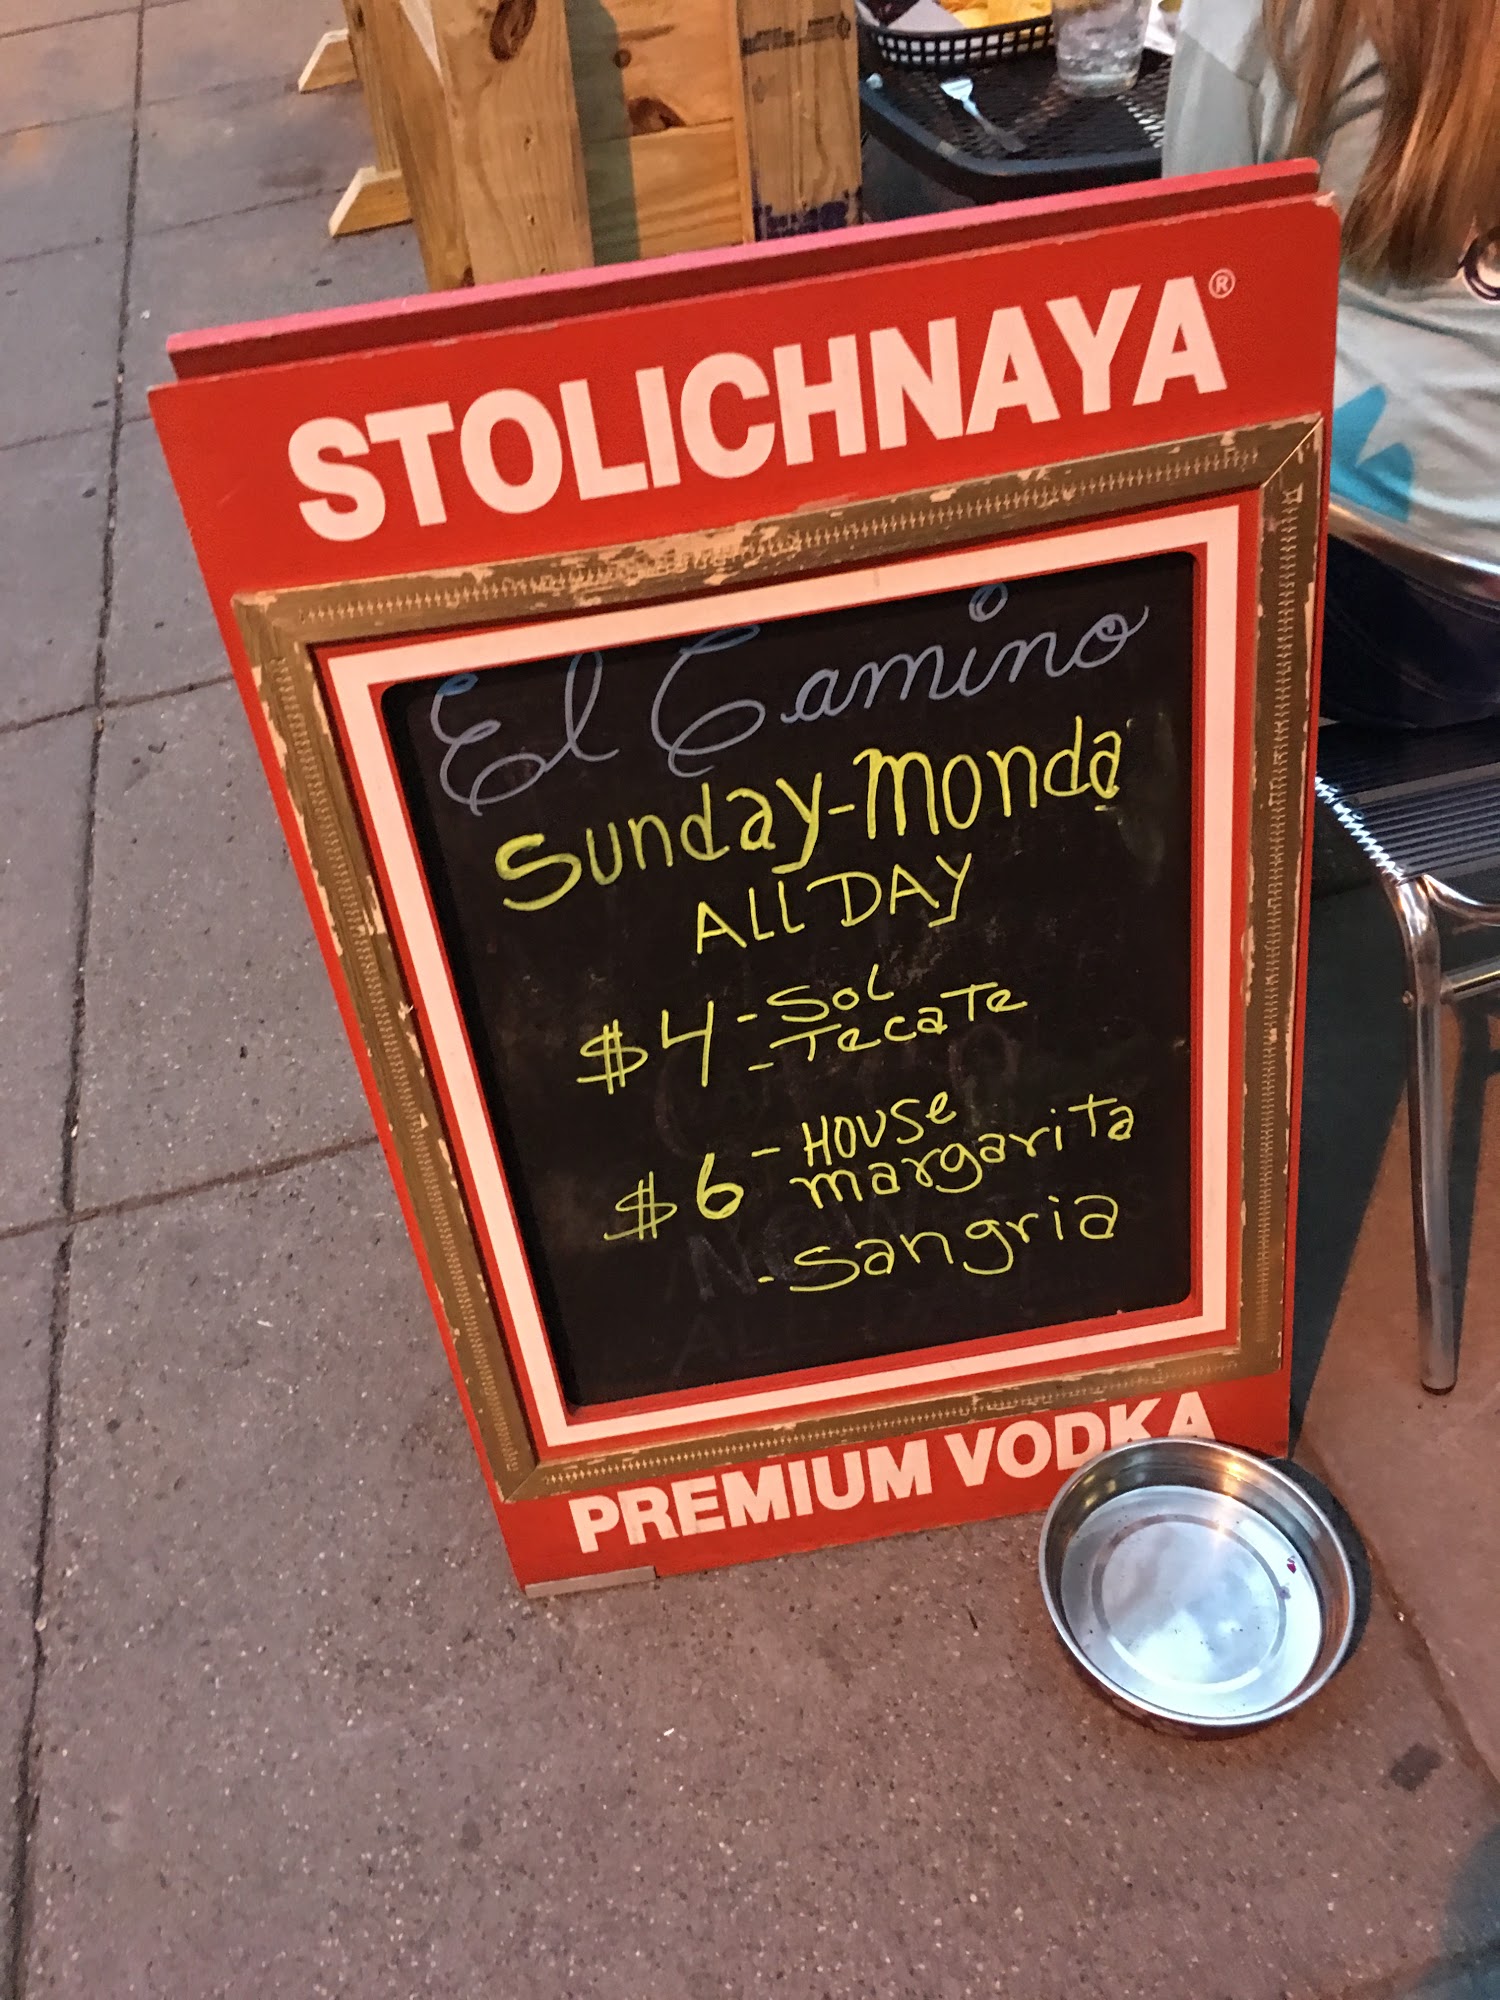 STOLICHNAYA®
El Camino
Sunday-Monda
ALL DAY
$4 - SOL
- Tecate
$6 - House
margarita
- Sangria
PREMIUM VODKA